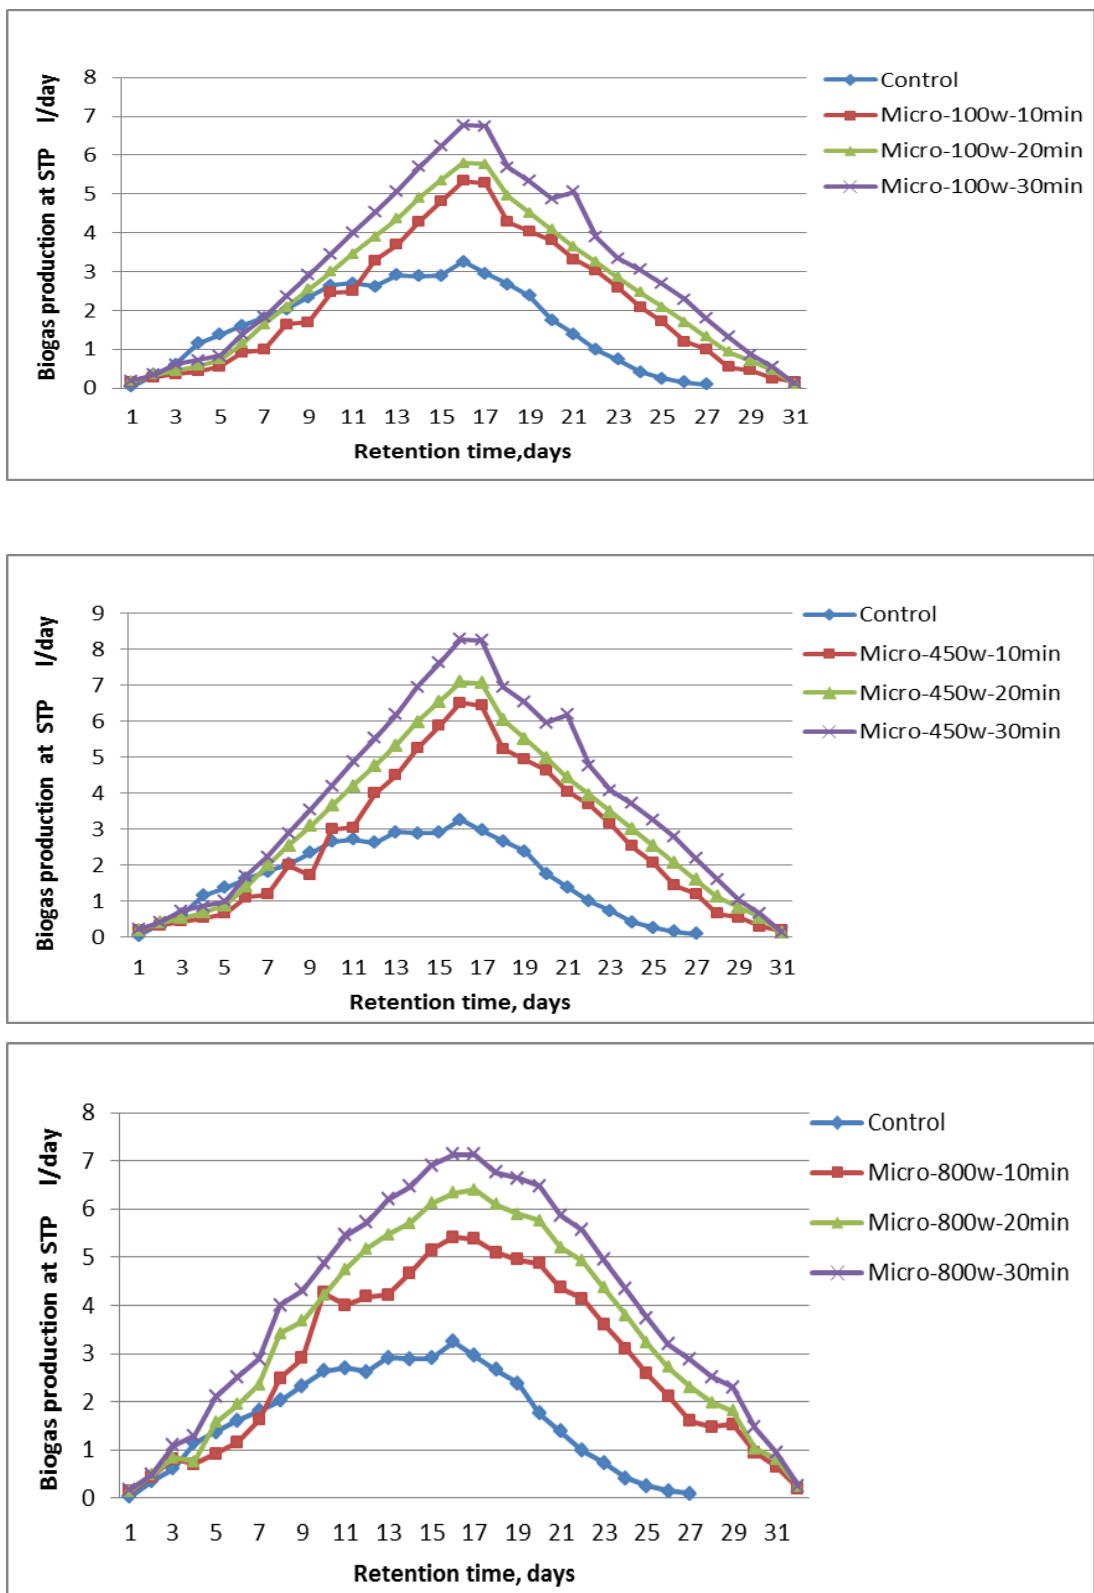 Biogas production at STP l/day
8
7
6
5
4
3
2
1
0
1 3 5 7 9 11 13 15 17 19 21 23 25 27 29 31
Retention time,days
Control
Micro-100w-10min
Micro-100w-20min
Micro-100w-30min
Biogas production at STP l/day
9
8
7
6
5
4
3
2
1
0
1 3 5 7 9 11 13 15 17 19 21 23 25 27 29 31
Retention time, days
Control
Micro-450w-10min
Micro-450w-20min
Micro-450w-30min
Biogas production at STP l/day
8
7
6
5
4
3
2
1
0
1 3 5 7 9 11 13 15 17 19 21 23 25 27 29 31
Retention time, days
Control
Micro-800w-10min
Micro-800w-20min
Micro-800w-30min